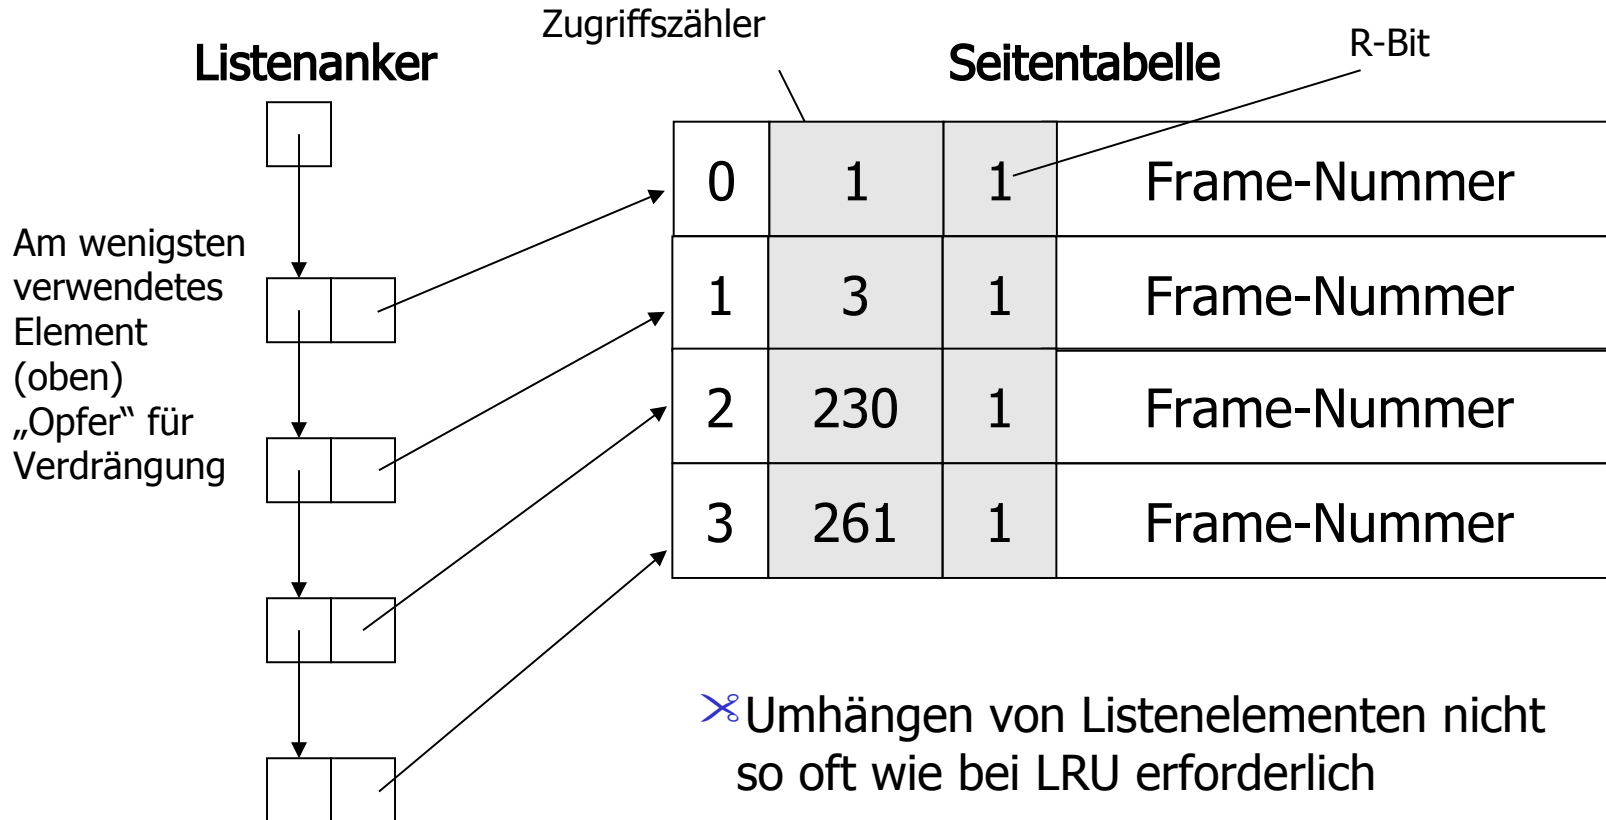 Zugriffszähler
Listenanker
Seitentabelle
R-Bit
0 1 1 Frame-Nummer
1 3 1 Frame-Nummer
2 230 1 Frame-Nummer
3 261 1 Frame-Nummer
Am wenigsten
verwendetes
Element
(oben)
„Opfer“ für
Verdrängung
Umhängen von Listenelementen nicht
so oft wie bei LRU erforderlich